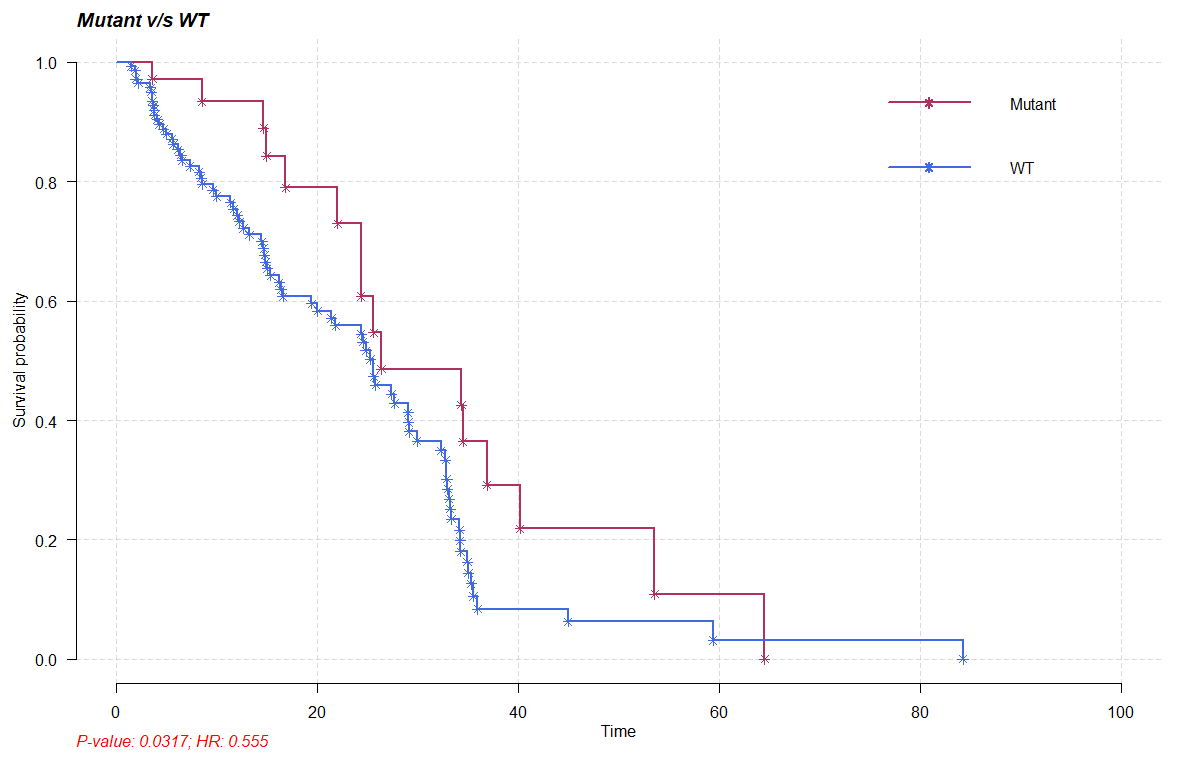 Mutant v/s WT
1.0
0.8
0.6
0.4
0.2
0.0
Survival probability
Mutant
WT
0 20 40 60 80 100
Time
P-value: 0.0317; HR: 0.555